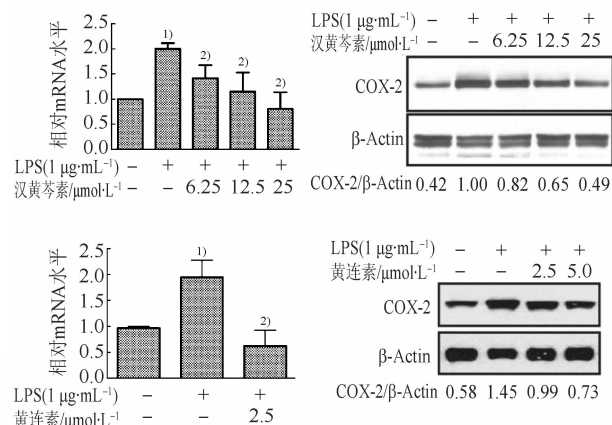 相对mRNA水平
2.5
2.0
1.5
1.0
0.5
0.0
1)
2)
2)
2)
LPS(1 μg·mL⁻¹) − + + + +
汉黄芩素/μmol·L⁻¹ − − 6.25 12.5 25
LPS(1 μg·mL⁻¹) − + + + +
汉黄芩素/μmol·L⁻¹ − − 6.25 12.5 25
COX-2
β-Actin
COX-2/β-Actin 0.42 1.00 0.82 0.65 0.49
相对mRNA水平
2.5
2.0
1.5
1.0
0.5
0.0
1)
2)
LPS(1 μg·mL⁻¹) − + +
黄连素/μmol·L⁻¹ − − 2.5
LPS(1 μg·mL⁻¹) − + + +
黄连素/μmol·L⁻¹ − − 2.5 5.0
COX-2
β-Actin
COX-2/β-Actin 0.58 1.45 0.99 0.73